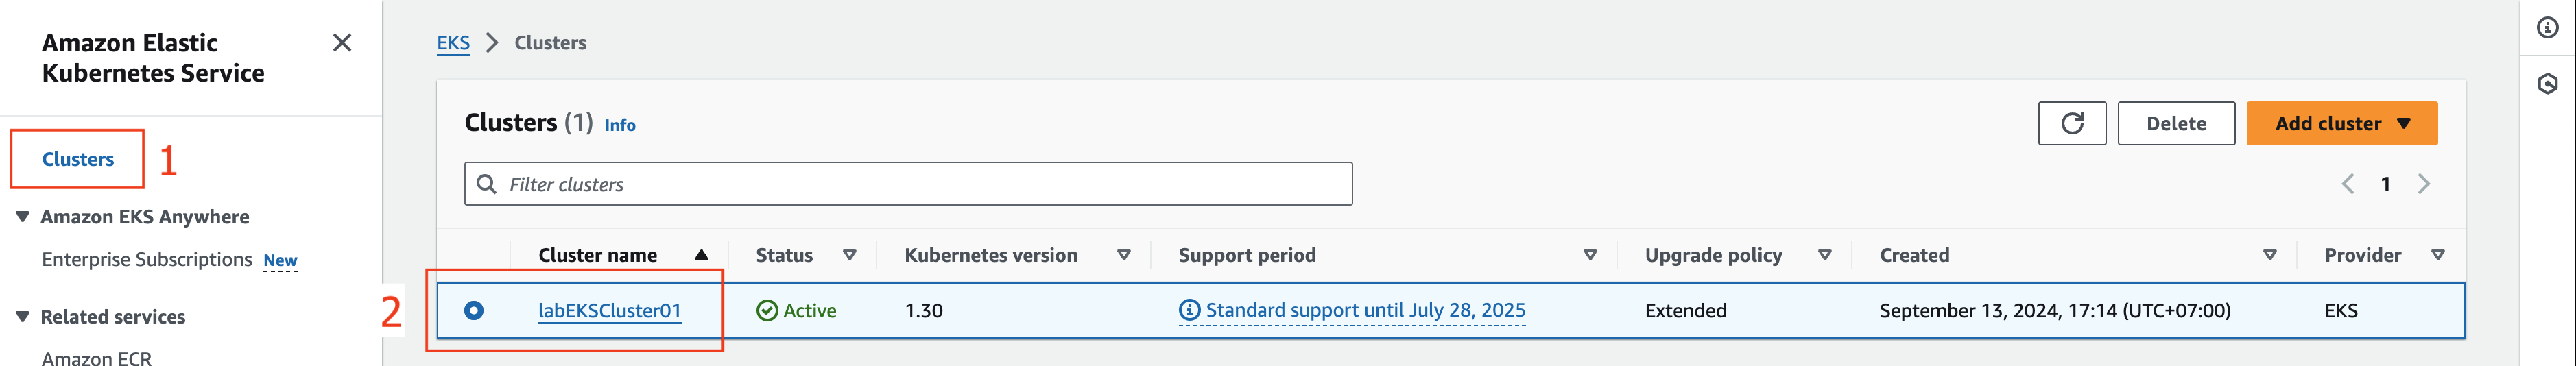 Amazon Elastic
Kubernetes Service
Clusters
1
Amazon EKS Anywhere
Enterprise Subscriptions New
Related services
Amazon ECR
EKS Clusters
Clusters (1) Info
Delete
Add cluster
Filter clusters
1
Cluster name Status Kubernetes version Support period Upgrade policy Created Provider
2
labEKSCluster01 Active 1.30 Standard support until July 28, 2025 Extended September 13, 2024, 17:14 (UTC+07:00) EKS